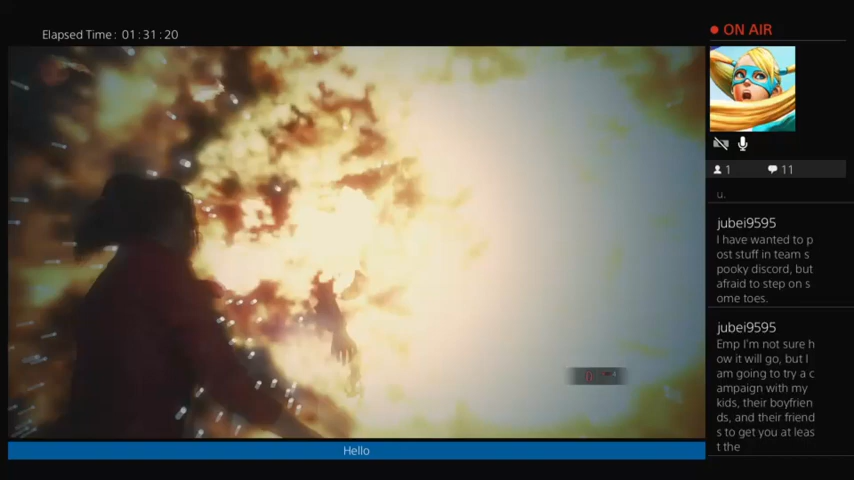 Elapsed Time: 01:31:20
ON AIR
1
11
u.
jubei9595
I have wanted to p
ost stuff in team s
pooky discord, but
afraid to step on s
ome toes.
jubei9595
Emp I'm not sure h
ow it will go, but I
am going to try a c
ampaign with my
kids, their boyfrien
ds, and their friend
s to get you at leas
t the
Hello